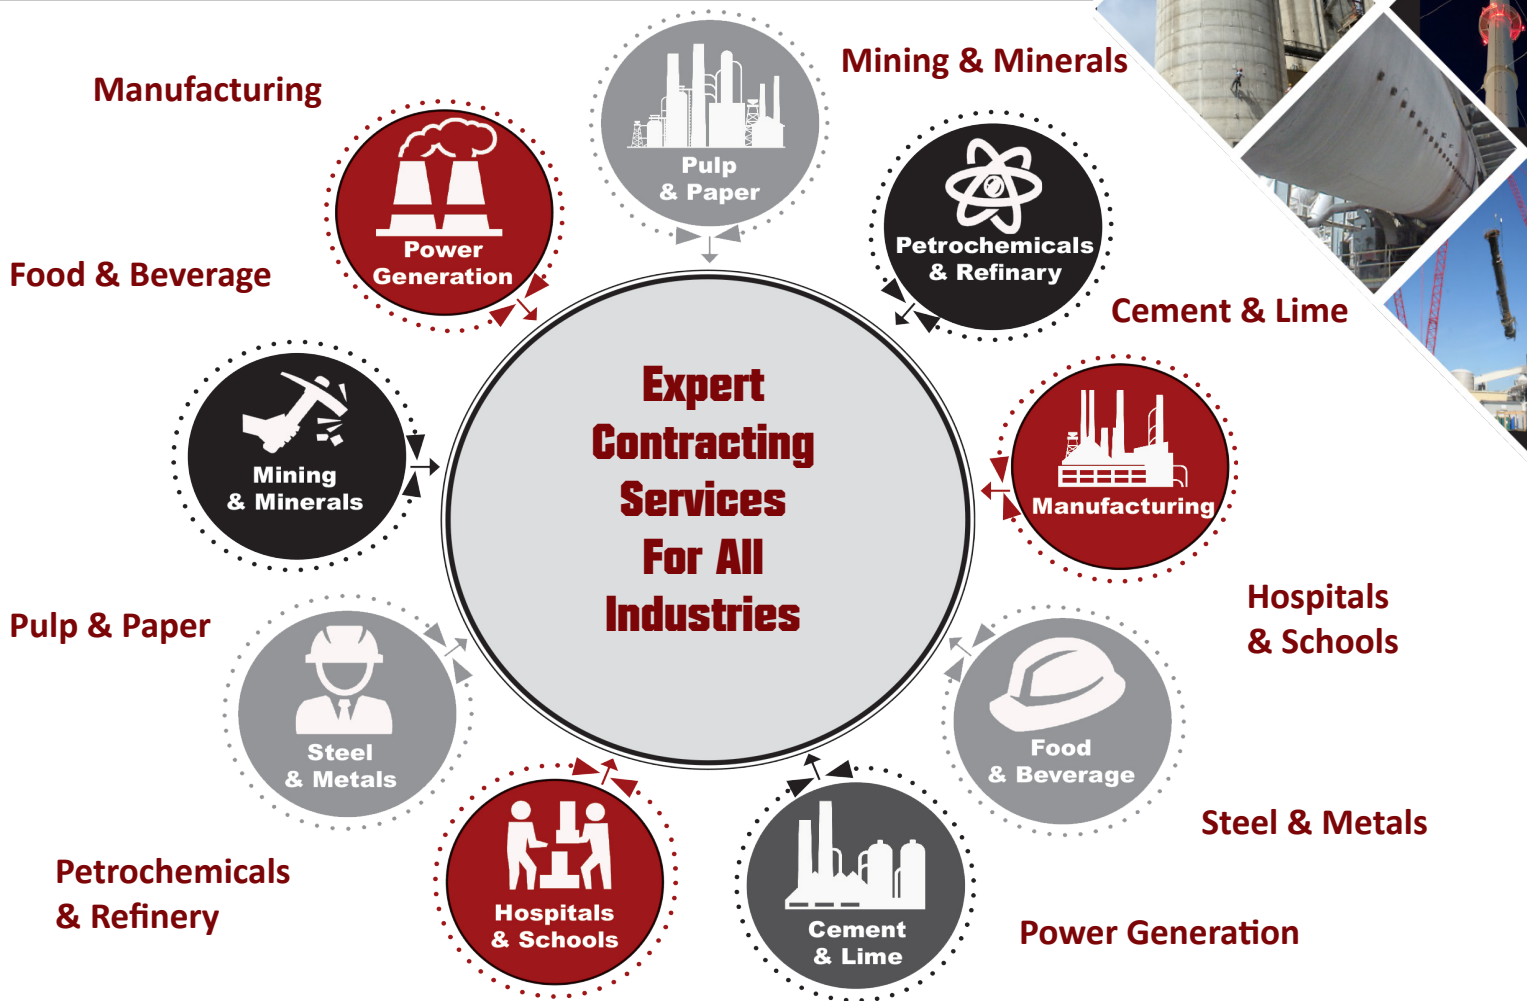 Mining & Minerals
Manufacturing
Pulp
& Paper
Power
Generation
Petrochemicals
& Refinary
Food & Beverage
Cement & Lime
Expert
Contracting
Services
For All
Industries
Mining
& Minerals
Manufacturing
Hospitals
& Schools
Pulp & Paper
Steel
& Metals
Food
& Beverage
Steel & Metals
Petrochemicals
& Refinery
Hospitals
& Schools
Cement
& Lime
Power Generation